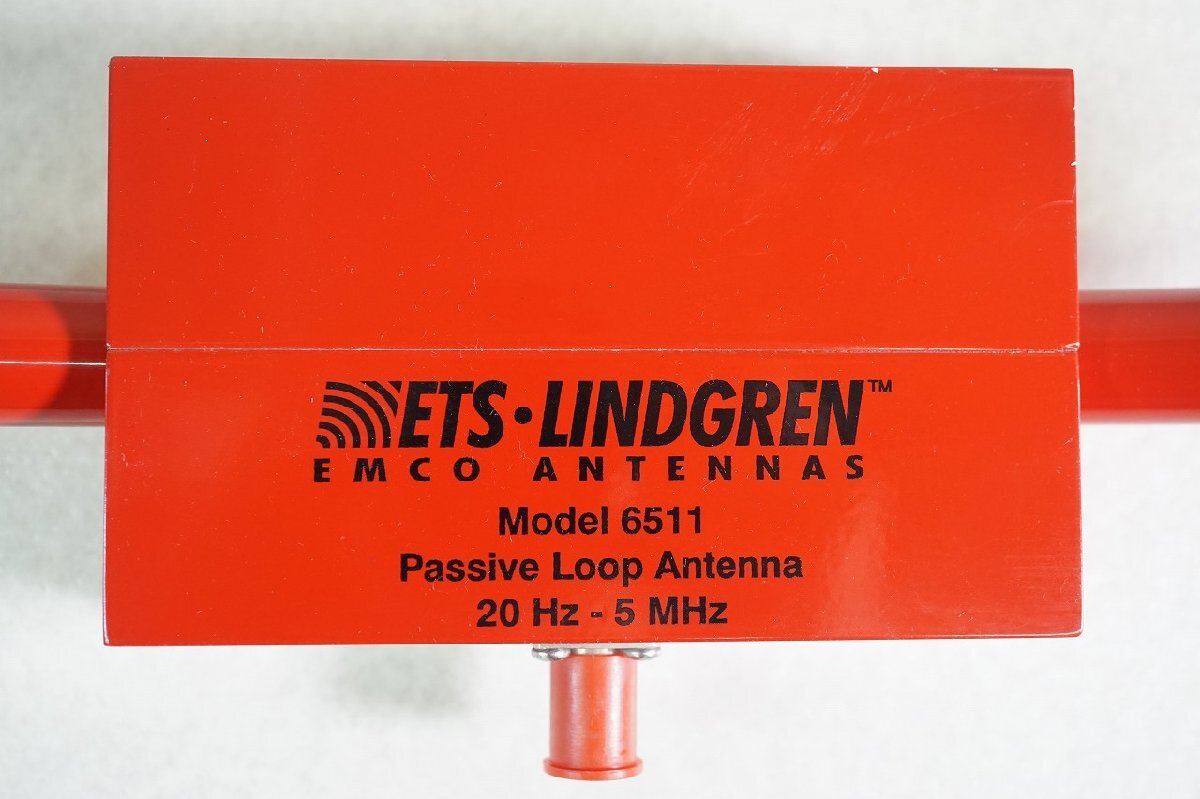 ETS·LINDGREN™
EMCO ANTENNAS
Model 6511
Passive Loop Antenna
20 Hz - 5 MHz